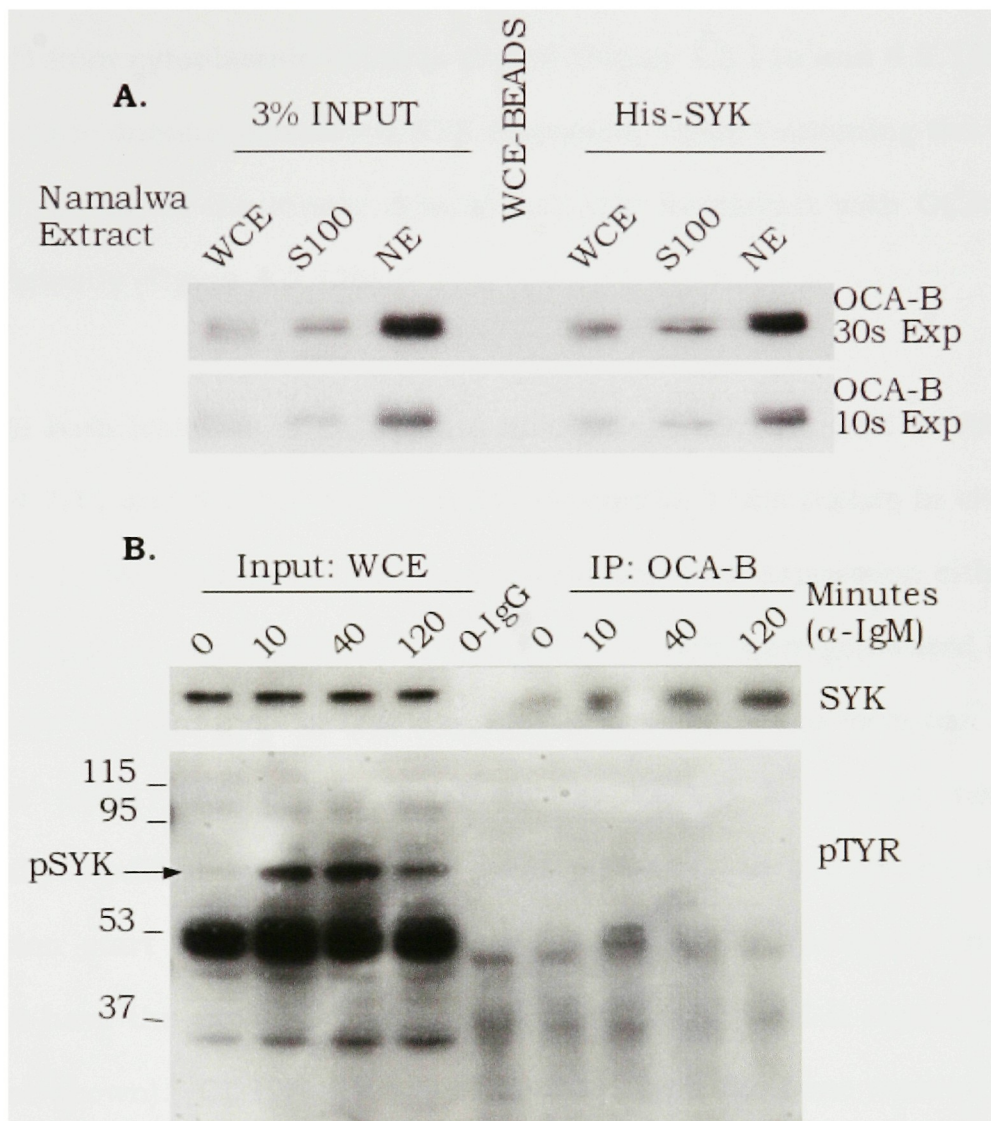 A.
3% INPUT
WCE-BEADS
His-SYK
Namalwa
Extract
WCE
S100
NE
WCE
S100
NE
OCA-B
30s Exp
OCA-B
10s Exp
B.
Input: WCE
IP: OCA-B
0
10
40
120
0-IgG
0
10
40
120
Minutes
(α-IgM)
SYK
115
95
pSYK
53
37
pTYR